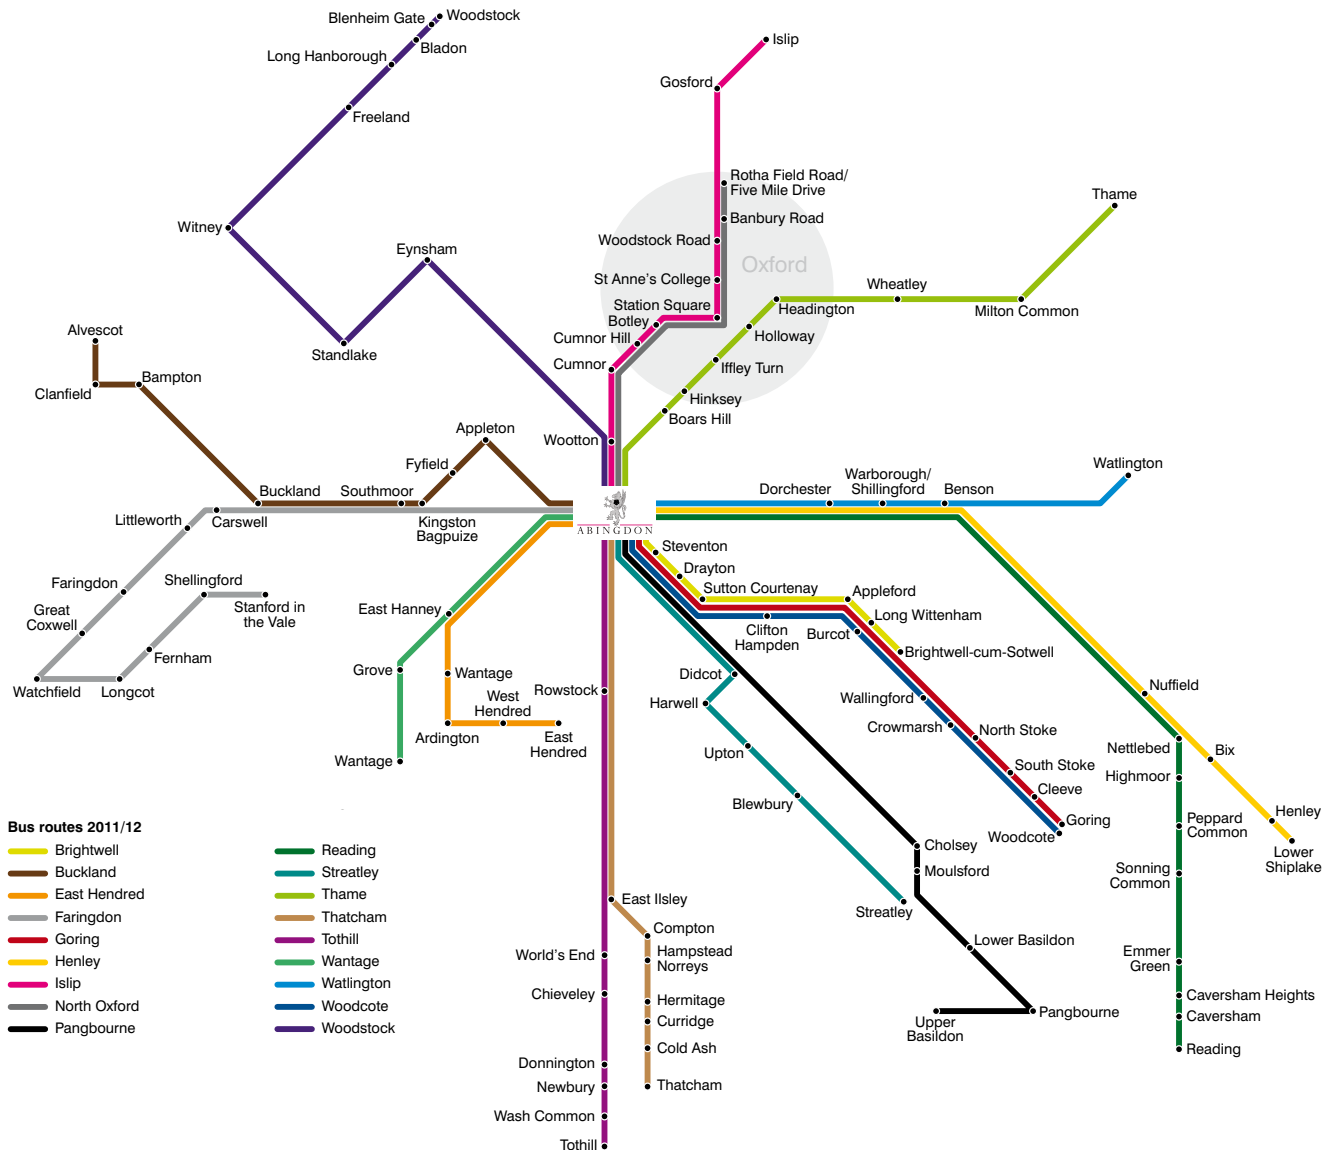 Blenheim Gate
Woodstock
Bladon
Long Hanborough
Freeland
Witney
Eynsham
Standlake
Islip
Gosford
Rotha Field Road/
Five Mile Drive
Banbury Road
Woodstock Road
Oxford
St Anne's College
Station Square
Botley
Cumnor Hill
Cumnor
Wootton
Thame
Wheatley
Headington
Milton Common
Holloway
Iffley Turn
Hinksey
Boars Hill
Alvescot
Clanfield
Bampton
Appleton
Fyfield
Buckland
Southmoor
Kingston
Bagpuize
Carswell
Littleworth
Faringdon
Great
Coxwell
Watchfield
Longcot
Fernham
Shellingford
Stanford in
the Vale
ABINGDON
Watlington
Dorchester
Warborough/
Shillingford
Benson
East Hanney
Grove
Wantage
Wantage
Ardington
West
Hendred
East
Hendred
Steventon
Drayton
Sutton Courtenay
Appleford
Long Wittenham
Clifton
Hampden
Burcot
Brightwell-cum-Sotwell
Didcot
Harwell
Upton
Blewbury
Streatley
Wallingford
Crowmarsh
North Stoke
South Stoke
Cleeve
Goring
Woodcote
Nuffield
Nettlebed
Bix
Highmoor
Henley
Lower
Shiplake
Peppard
Common
Sonning
Common
Emmer
Green
Caversham Heights
Caversham
Reading
Rowstock
Cholsey
Moulsford
Lower Basildon
Pangbourne
Upper
Basildon
East Ilsley
Compton
Hampstead
Norreys
Hermitage
Curridge
Cold Ash
Thatcham
World's End
Chieveley
Donnington
Newbury
Wash Common
Tothill
Bus routes 2011/12
Brightwell
Buckland
East Hendred
Faringdon
Goring
Henley
Islip
North Oxford
Pangbourne
Reading
Streatley
Thame
Thatcham
Tothill
Wantage
Watlington
Woodcote
Woodstock